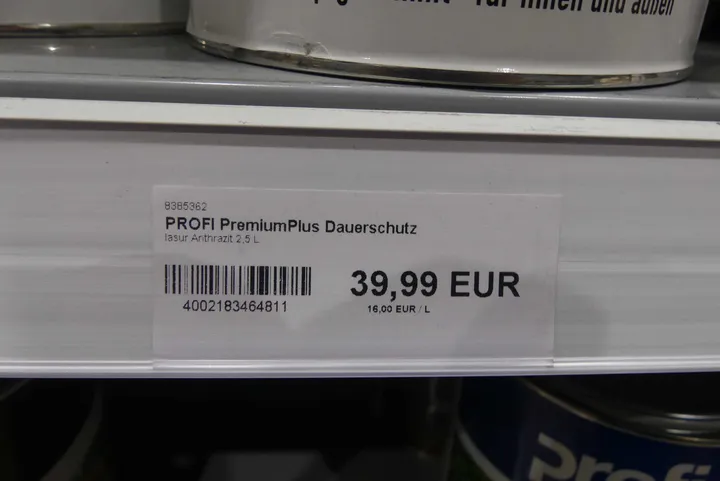 für innen und außen
8385362
PROFI PremiumPlus Dauerschutz
lasur Anthrazit 2,5 L
39,99 EUR
4002183464811
16,00 EUR / L
Profi